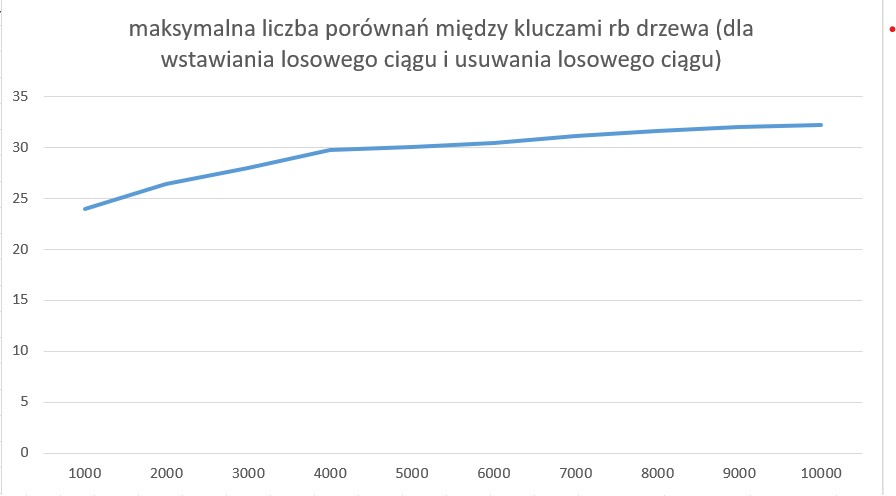 maksymalna liczba porównań między kluczami rb drzewa (dla
wstawiania losowego ciągu i usuwania losowego ciągu)
35
30
25
20
15
10
5
0
1000 2000 3000 4000 5000 6000 7000 8000 9000 10000